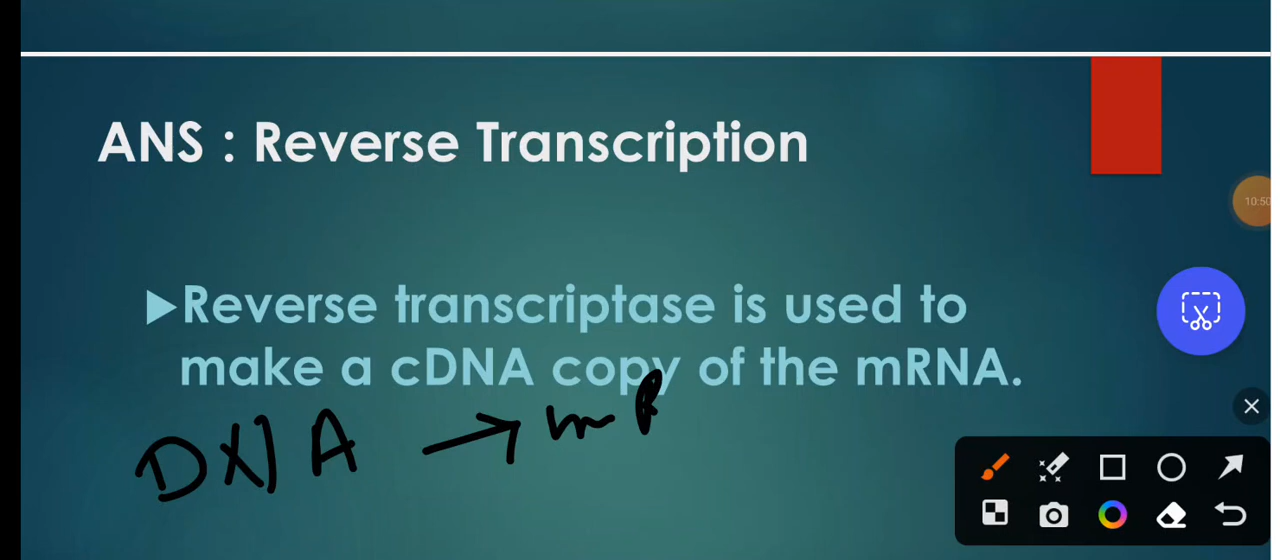 ANS : Reverse Transcription
Reverse transcriptase is used to
make a cDNA copy of the mRNA.
DNA → m
10:50